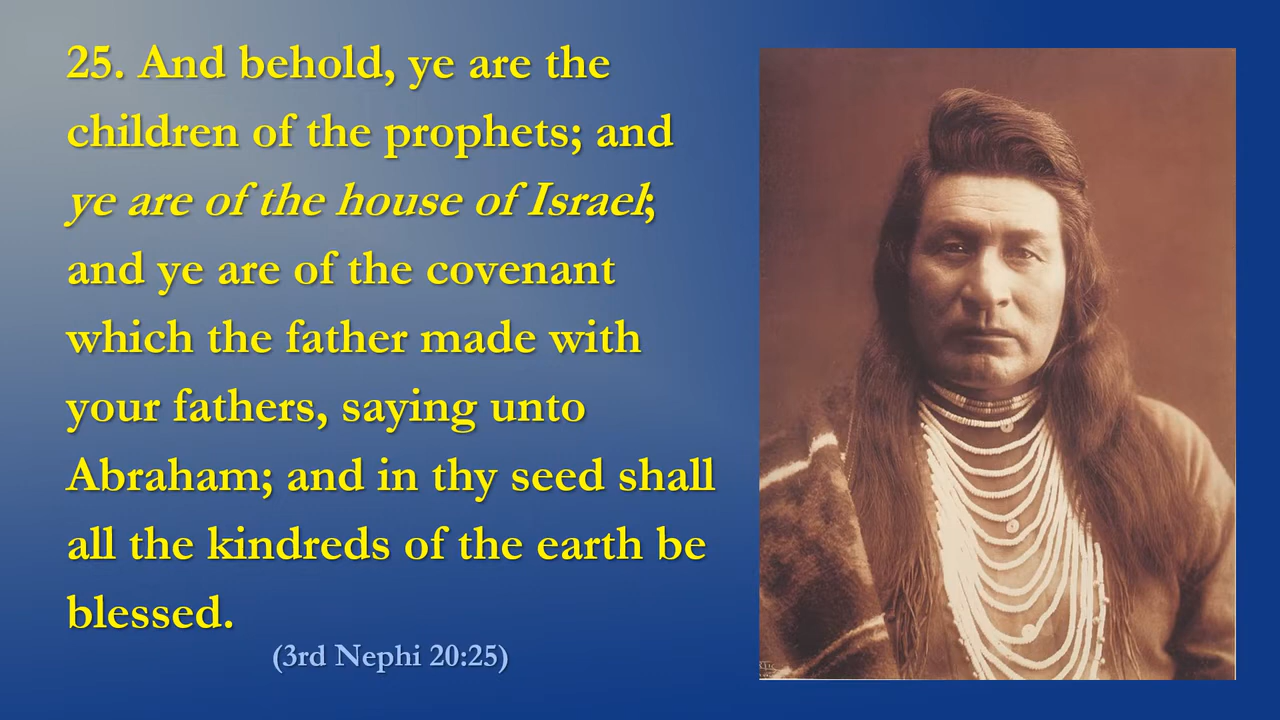 25. And behold, ye are the
children of the prophets; and
ye are of the house of Israel;
and ye are of the covenant
which the father made with
your fathers, saying unto
Abraham; and in thy seed shall
all the kindreds of the earth be
blessed.
(3rd Nephi 20:25)